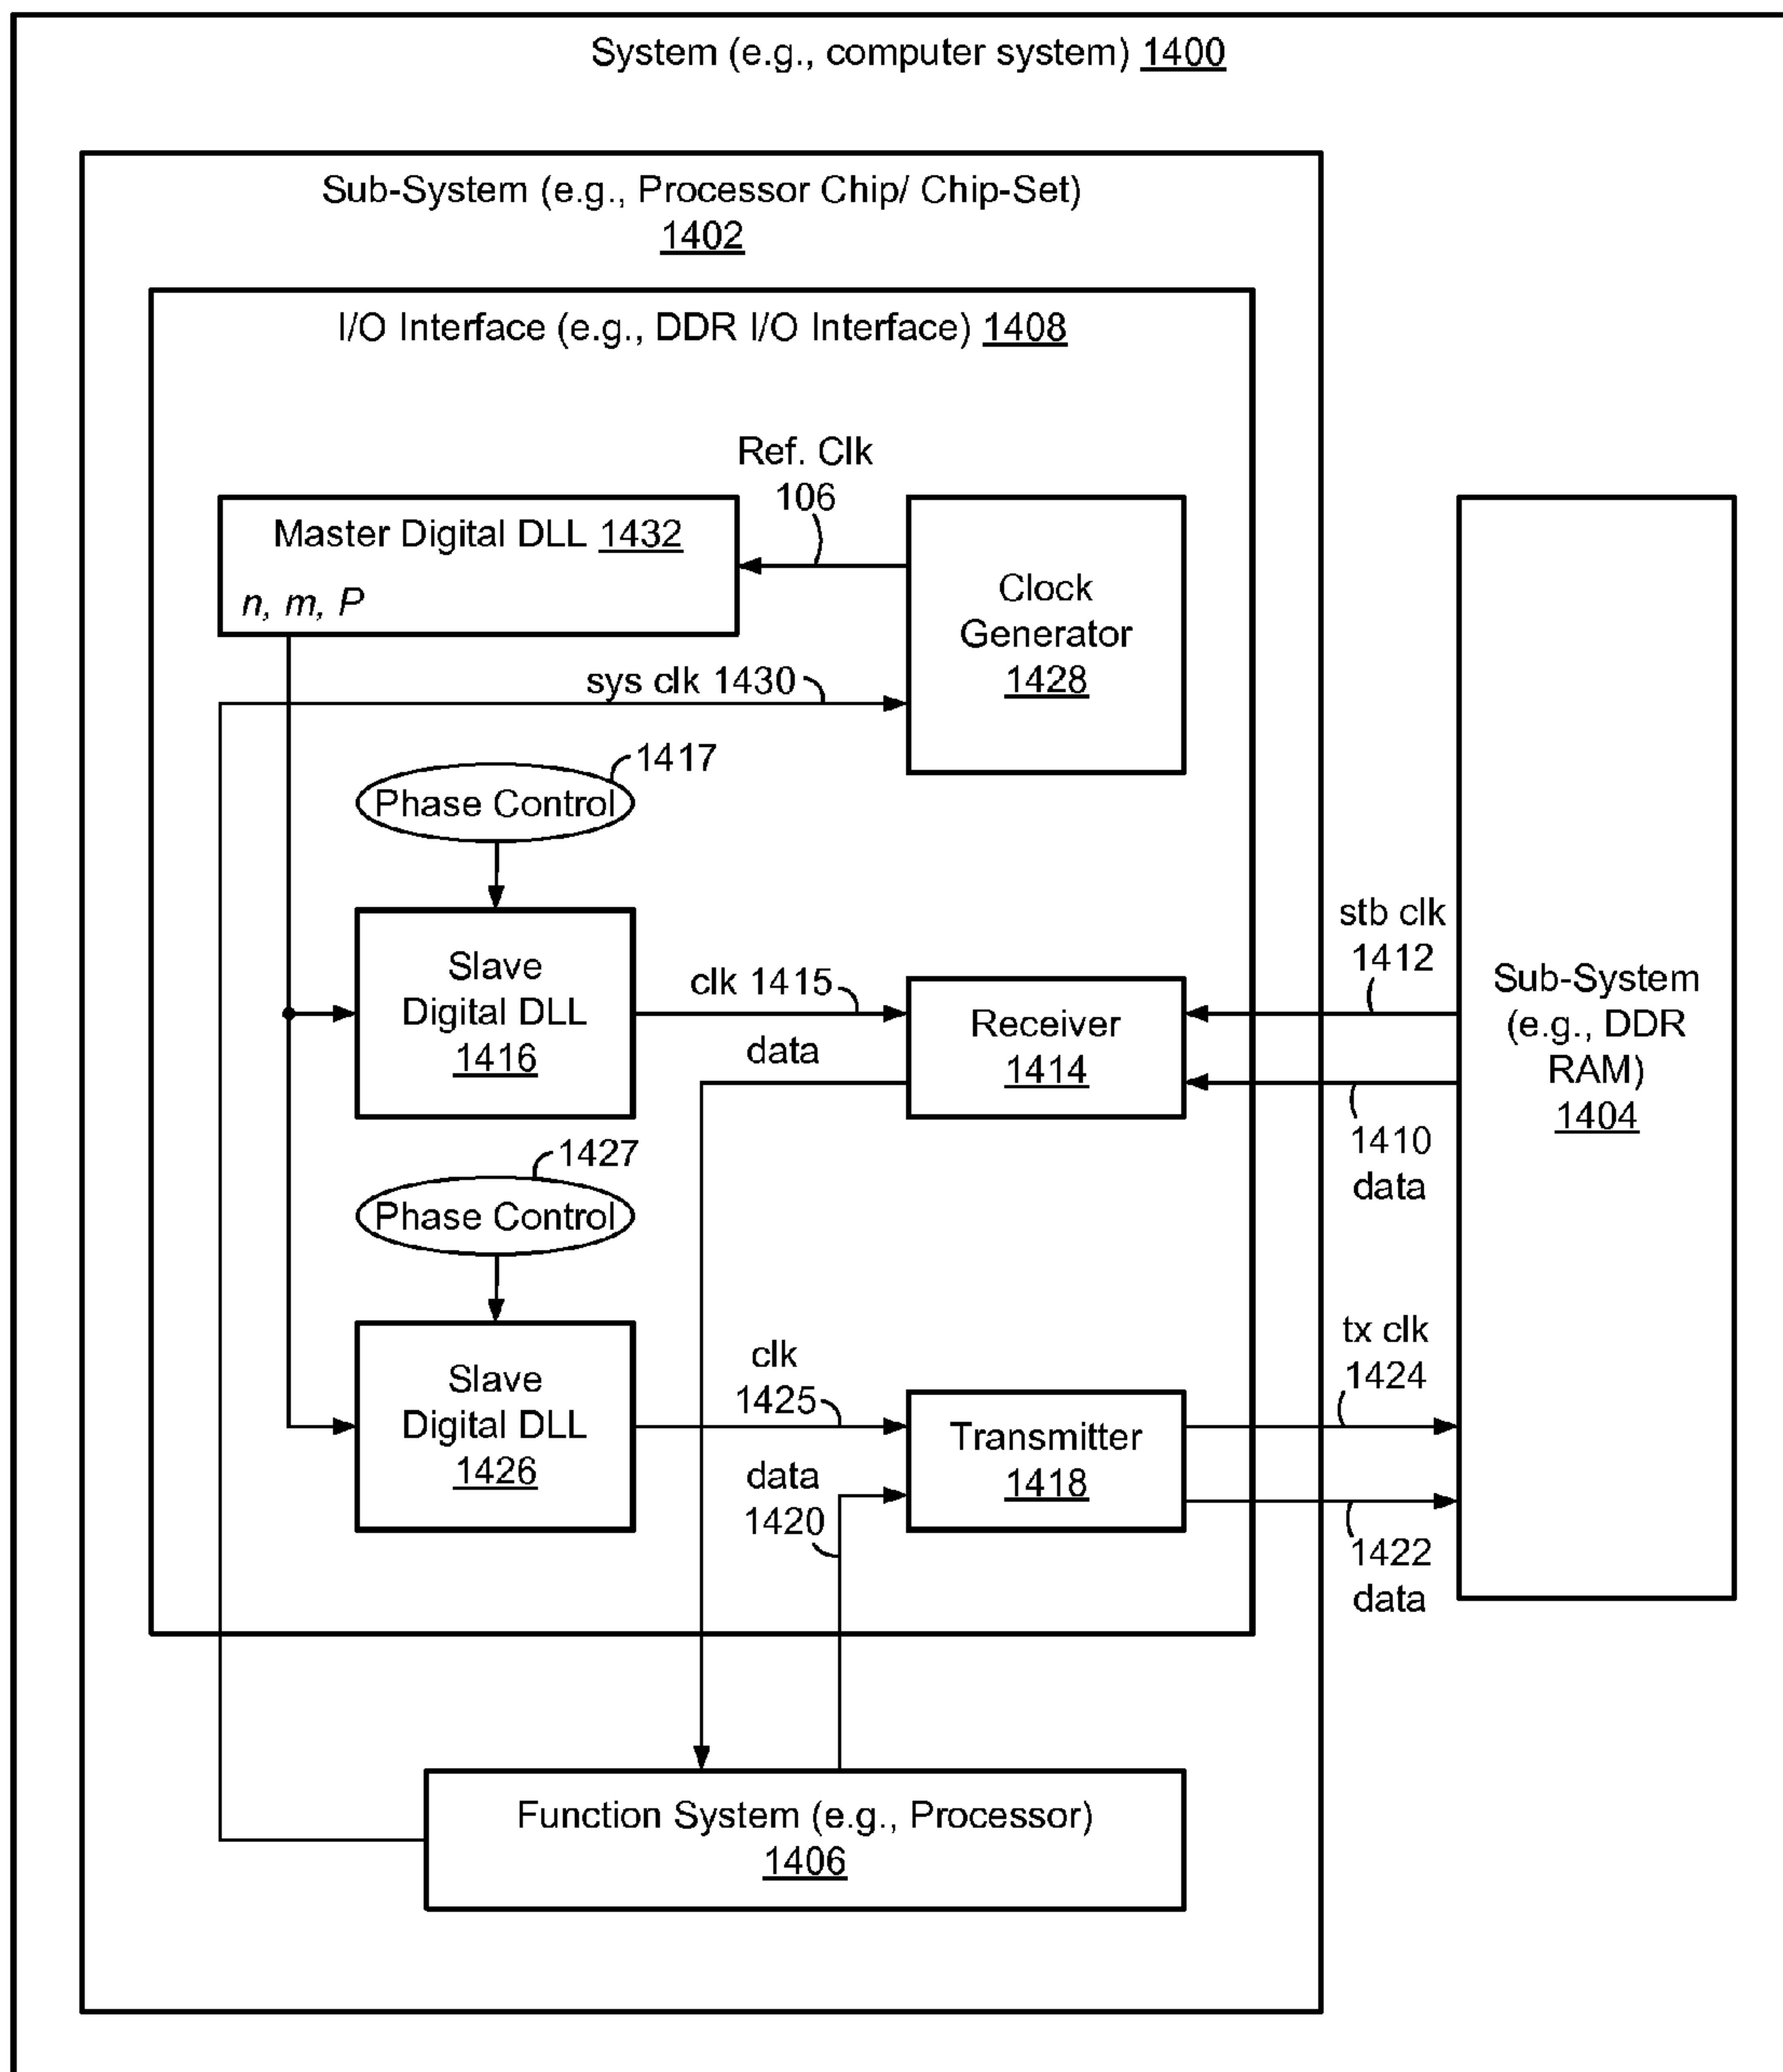 System (e.g., computer system) 1400
Sub-System (e.g., Processor Chip/ Chip-Set)
1402
I/O Interface (e.g., DDR I/O Interface) 1408
Ref. Clk
106
Master Digital DLL 1432
n, m, P
Clock
Generator
1428
sys clk 1430
1417
Phase Control
Slave
Digital DLL
1416
clk 1415
data
Receiver
1414
stb clk
1412
1410
data
Sub-System
(e.g., DDR
RAM)
1404
1427
Phase Control
Slave
Digital DLL
1426
clk
1425
data
1420
Transmitter
1418
tx clk
1424
1422
data
Function System (e.g., Processor)
1406